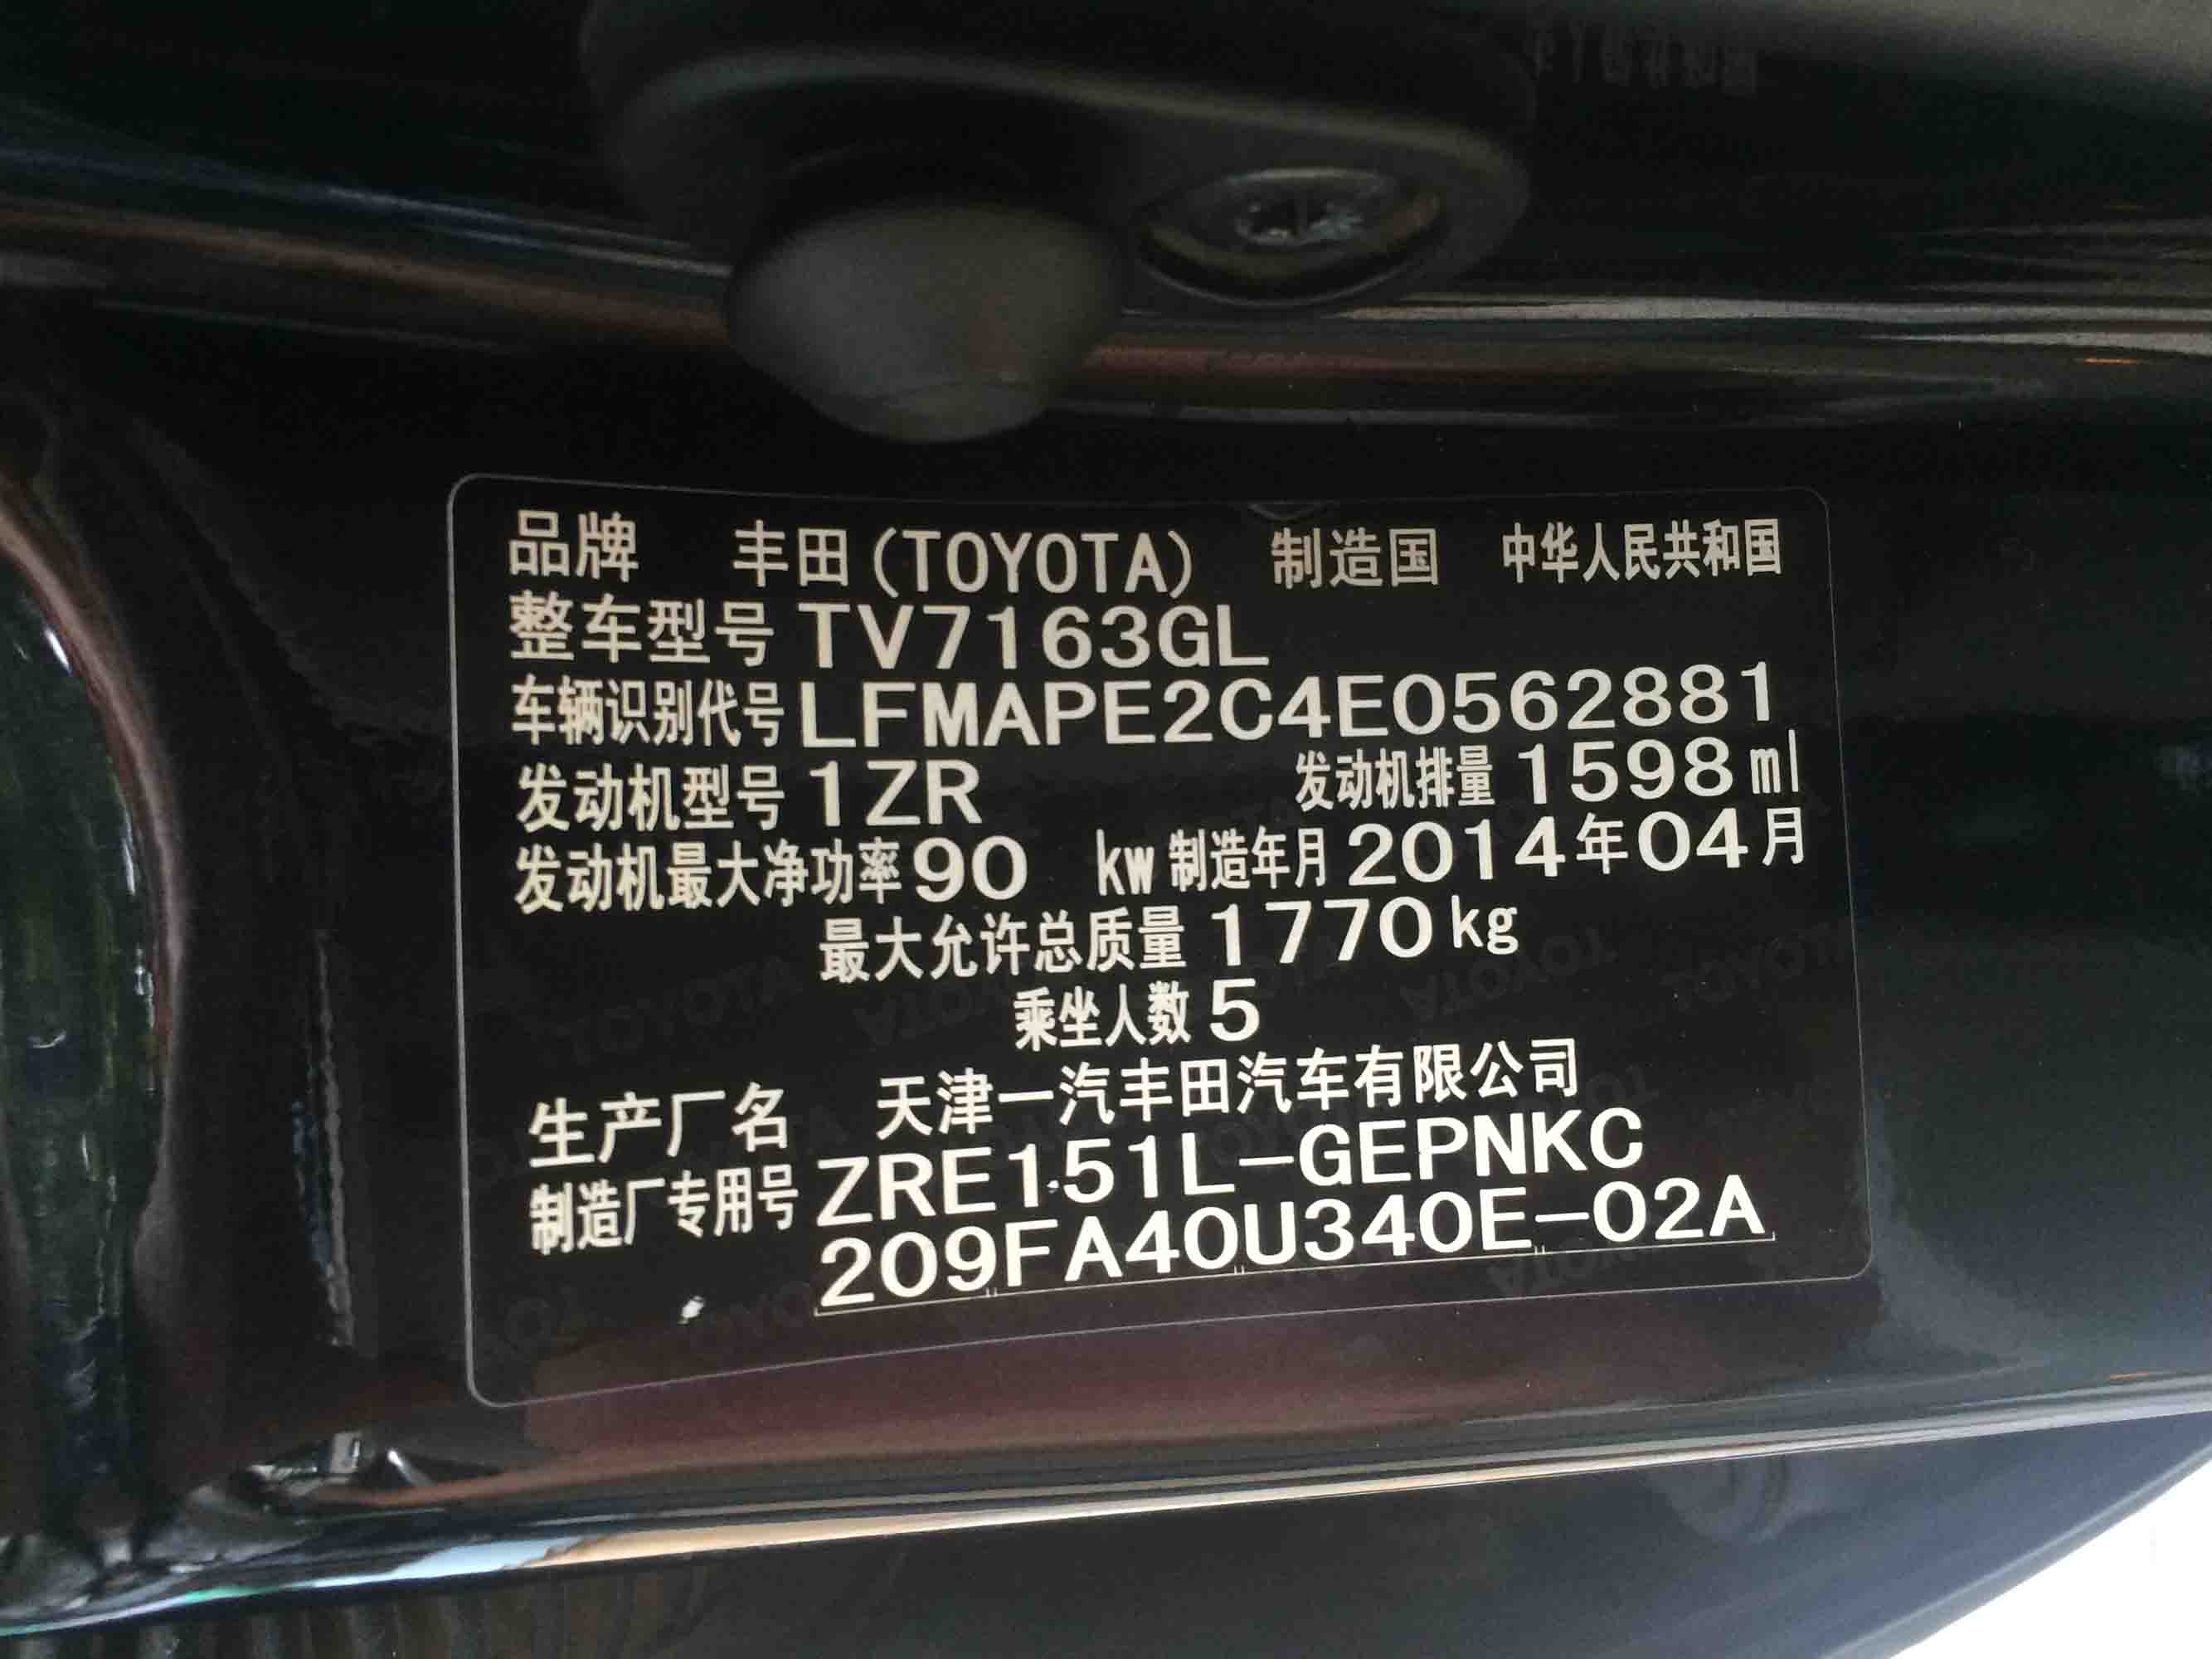 品牌 丰田(TOYOTA) 制造国 中华人民共和国
整车型号 TV7163GL
车辆识别代号 LFMAPE2C4E0562881
发动机型号 1ZR 发动机排量 1598 ml
发动机最大净功率 90 kw 制造年月 2014年04月
最大允许总质量 1770 kg
乘坐人数 5
生产厂名 天津一汽丰田汽车有限公司
制造厂专用号 ZRE151L-GEPNKC
209FA40U340E-02A